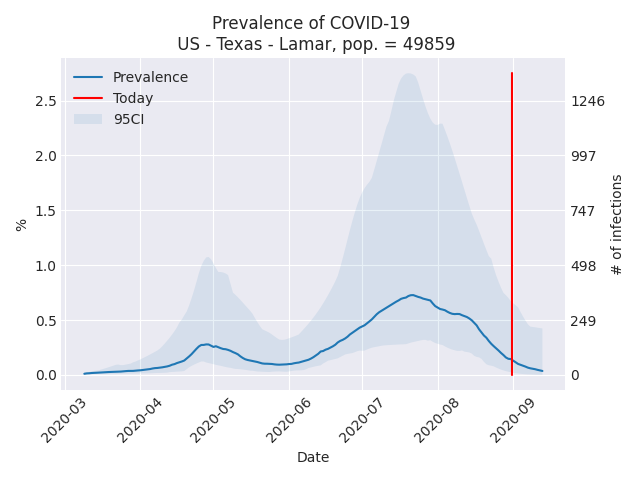 Prevalence of COVID-19
US - Texas - Lamar, pop. = 49859
Prevalence
Today
95CI
%
2.5
2.0
1.5
1.0
0.5
0.0
1246
997
747
498
249
0
# of infections
2020-03
2020-04
2020-05
2020-06
2020-07
2020-08
2020-09
Date